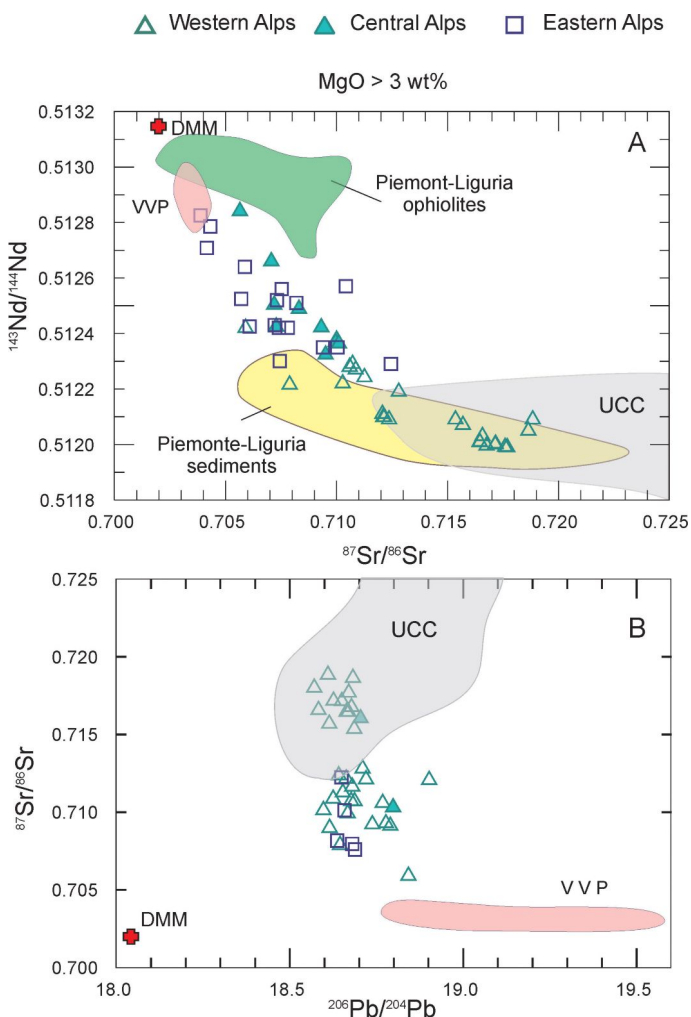 Western Alps Central Alps Eastern Alps
MgO > 3 wt%
0.5132
DMM
A
0.5130
Piemont-Liguria
ophiolites
VVP
0.5128
0.5126
¹⁴³Nd/¹⁴⁴Nd
0.5124
0.5122
UCC
0.5120
Piemonte-Liguria
sediments
0.5118
0.700 0.705 0.710 0.715 0.720 0.725
⁸⁷Sr/⁸⁶Sr
0.725
B
UCC
0.720
0.715
⁸⁷Sr/⁸⁶Sr
0.710
0.705
V V P
DMM
0.700
18.0 18.5 19.0 19.5
²⁰⁶Pb/²⁰⁴Pb